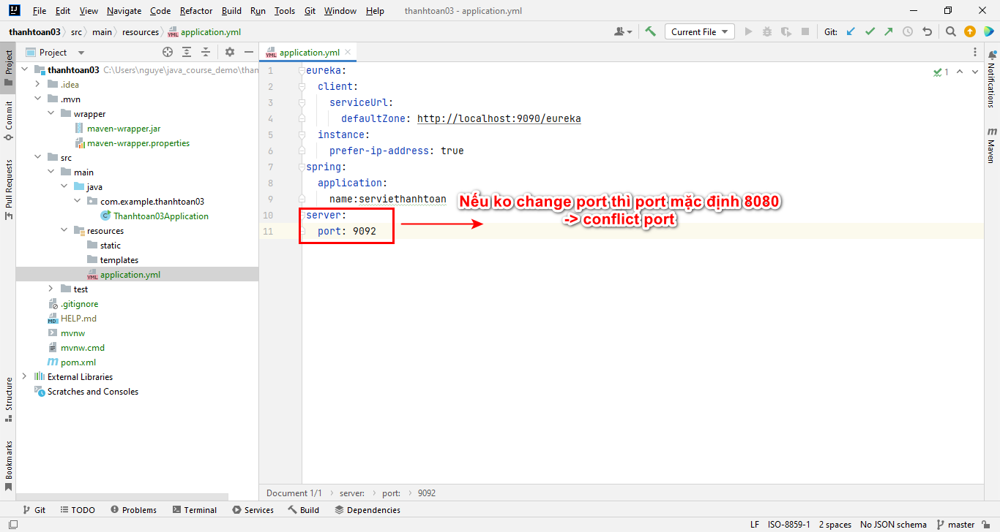 File Edit View Navigate Code Refactor Build Run Tools Git Window Help thanhtoan03 - application.yml
thanhtoan03 src main resources application.yml Current File Git:
Project
application.yml
thanhtoan03 C:\Users\nguye\java_course_demo\than
.idea
.mvn
wrapper
maven-wrapper.jar
maven-wrapper.properties
src
main
java
com.example.thanhtoan03
Thanhtoan03Application
resources
static
templates
application.yml
test
.gitignore
HELP.md
mvnw
mvnw.cmd
pom.xml
External Libraries
Scratches and Consoles
Project
Commit
Pull Requests
Structure
Bookmarks
1 eureka:
2 client:
3 serviceUrl:
4 defaultZone: http://localhost:9090/eureka
5 instance:
6 prefer-ip-address: true
7 spring:
8 application:
9 name:serviethanhtoan
10 server:
11 port: 9092
1
Nếu ko change port thì port mặc định 8080
-> conflict port
Notifications
Maven
Document 1/1 server: port: 9092
Git TODO Problems Terminal Services Build Dependencies
LF ISO-8859-1 2 spaces No JSON schema master